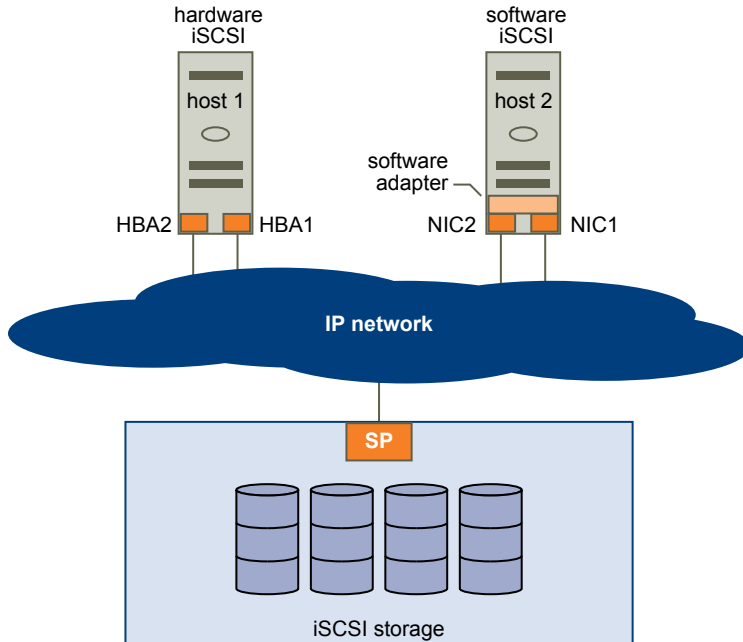 hardware
iSCSI
software
iSCSI
host 1
host 2
software
adapter
HBA2
HBA1
NIC2
NIC1
IP network
SP
iSCSI storage